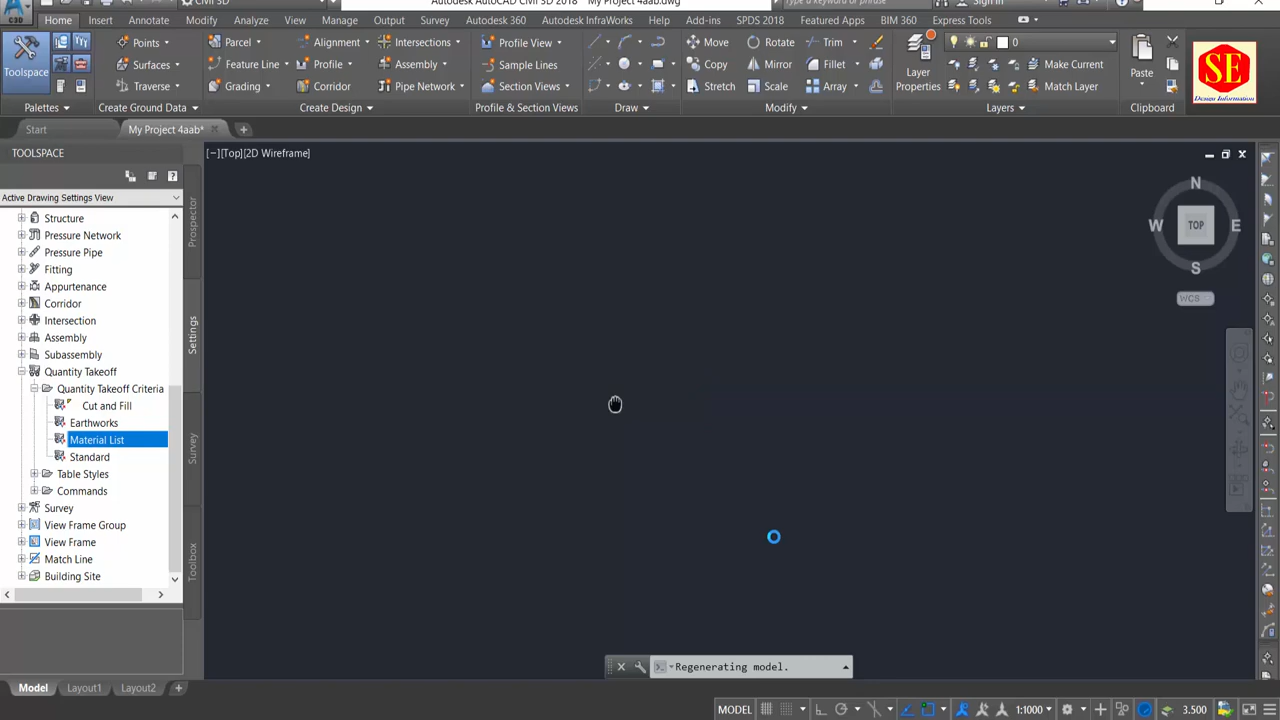 Civil 3D
Autodesk AutoCAD Civil 3D 2018 My Project 4aab.dwg
Type a keyword or phrase
Sign In
Home Insert Annotate Modify Analyze View Manage Output Survey Autodesk 360 Autodesk InfraWorks Help Add-ins SPDS 2018 Featured Apps BIM 360 Express Tools
Toolspace
Points
Surfaces
Traverse
Parcel
Feature Line
Grading
Alignment
Profile
Corridor
Intersections
Assembly
Pipe Network
Profile View
Sample Lines
Section Views
Move
Copy
Stretch
Rotate
Mirror
Scale
Trim
Fillet
Array
Layer
Properties
0
Make Current
Match Layer
Paste
SE
Design Information
Palettes Create Ground Data Create Design Profile & Section Views Draw Modify Layers Clipboard
Start My Project 4aab*
TOOLSPACE
Active Drawing Settings View
Structure
Pressure Network
Pressure Pipe
Fitting
Appurtenance
Corridor
Intersection
Assembly
Subassembly
Quantity Takeoff
Quantity Takeoff Criteria
Cut and Fill
Earthworks
Material List
Standard
Table Styles
Commands
Survey
View Frame Group
View Frame
Match Line
Building Site
Prospector
Settings
Survey
Toolbox
[−][Top][2D Wireframe]
N
W TOP E
S
WCS
Regenerating model.
Model Layout1 Layout2
MODEL 1:1000 3.500